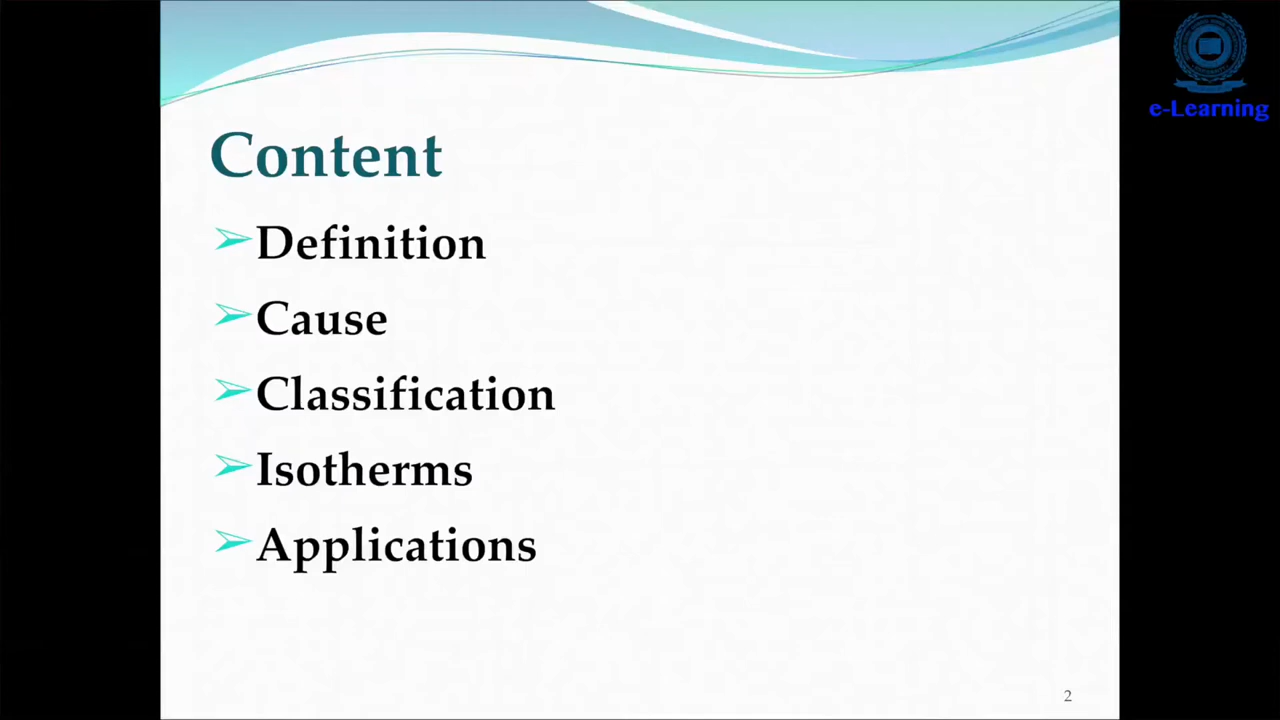 e-Learning
Content
➢Definition
➢Cause
➢Classification
➢Isotherms
➢Applications
2